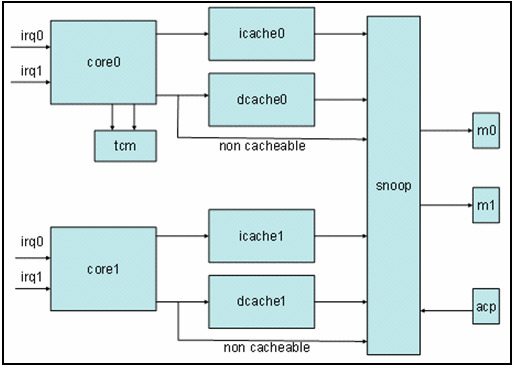 irq0
irq1
core0
icache0
dcache0
tcm
non cacheable
snoop
m0
m1
acp
irq0
irq1
core1
icache1
dcache1
non cacheable